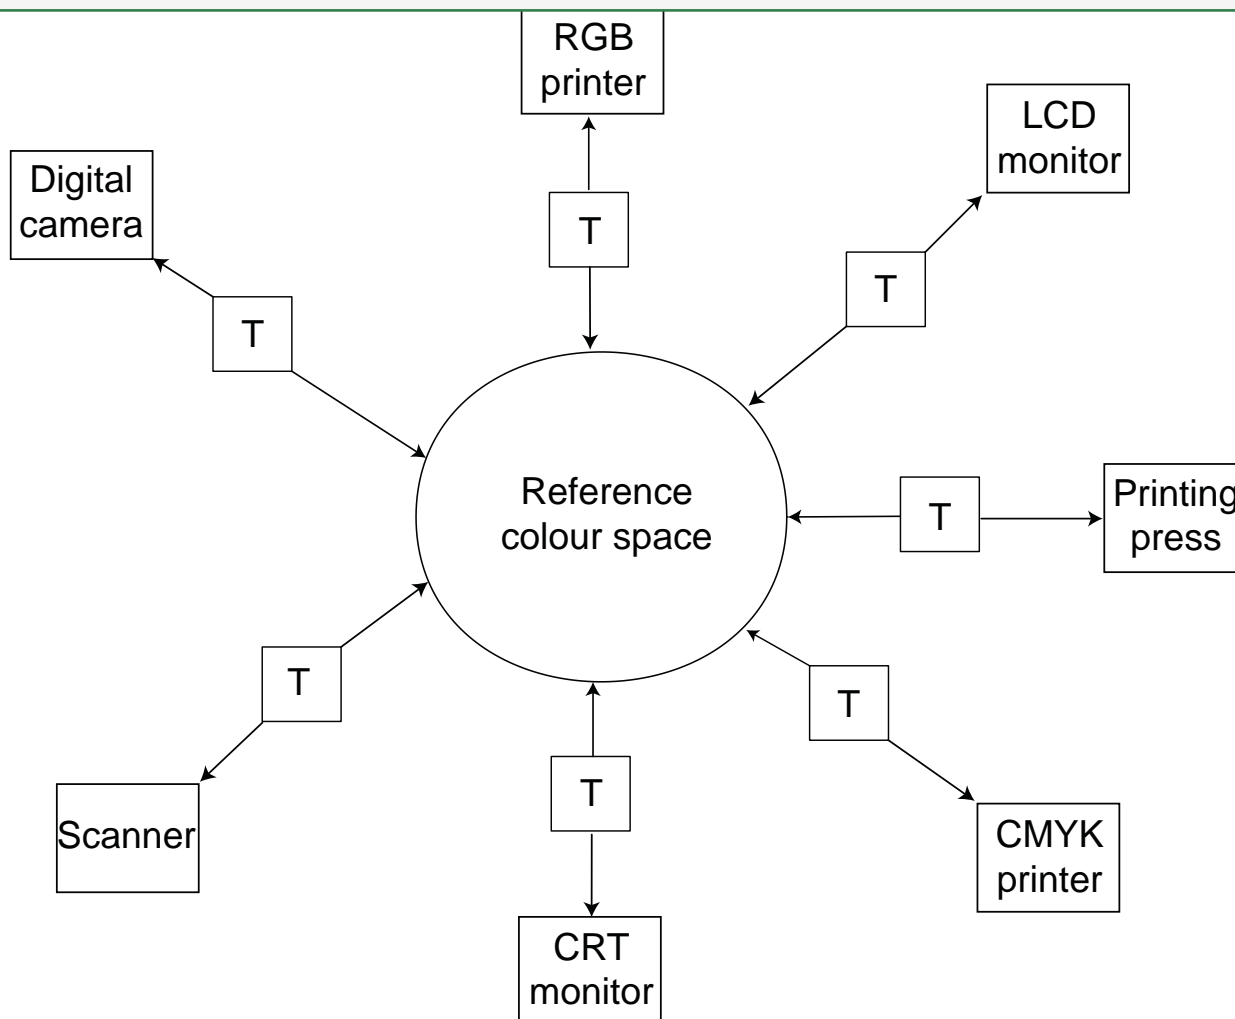 RGB
printer
LCD
monitor
Digital
camera
T
T
T
Reference
colour space
T
Printing
press
T
T
T
Scanner
CMYK
printer
CRT
monitor